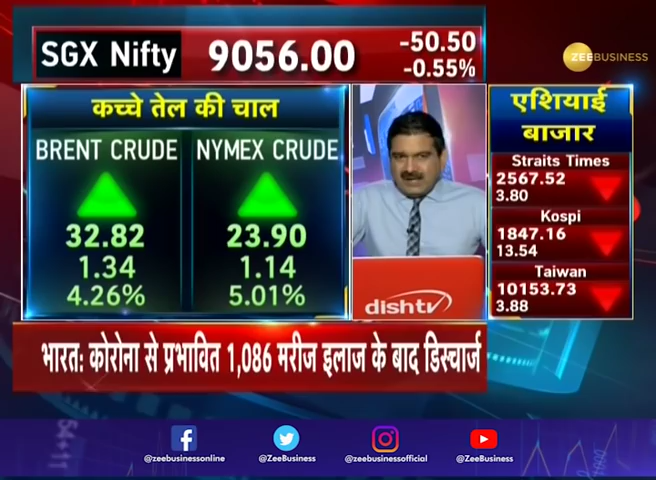 SGX Nifty 9056.00 -50.50
-0.55%
ZEEBUSINESS
कच्चे तेल की चाल
BRENT CRUDE NYMEX CRUDE
32.82 23.90
1.34 1.14
4.26% 5.01%
dishtv
एशियाई
बाजार
Straits Times
2567.52
3.80
Kospi
1847.16
13.54
Taiwan
10153.73
3.88
भारत: कोरोना से प्रभावित 1,086 मरीज इलाज के बाद डिस्चार्ज
@zeebusinessonline @ZeeBusiness @zeebusinessofficial @ZeeBusiness